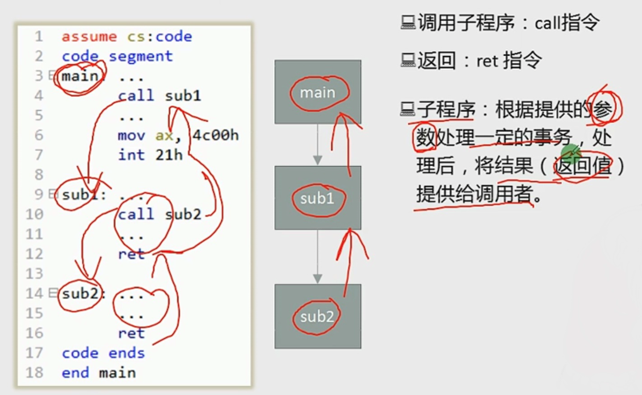 1 assume cs:code
2 code segment
3 main: ...
4 call sub1
5 ...
6 mov ax, 4c00h
7 int 21h
8
9 sub1: ...
10 call sub2
11 ...
12 ret
13
14 sub2: ...
15 ...
16 ret
17 code ends
18 end main
main
sub1
sub2
调用子程序：call指令
返回：ret 指令
子程序：根据提供的参
数处理一定的事务，处
理后，将结果（返回值）
提供给调用者。